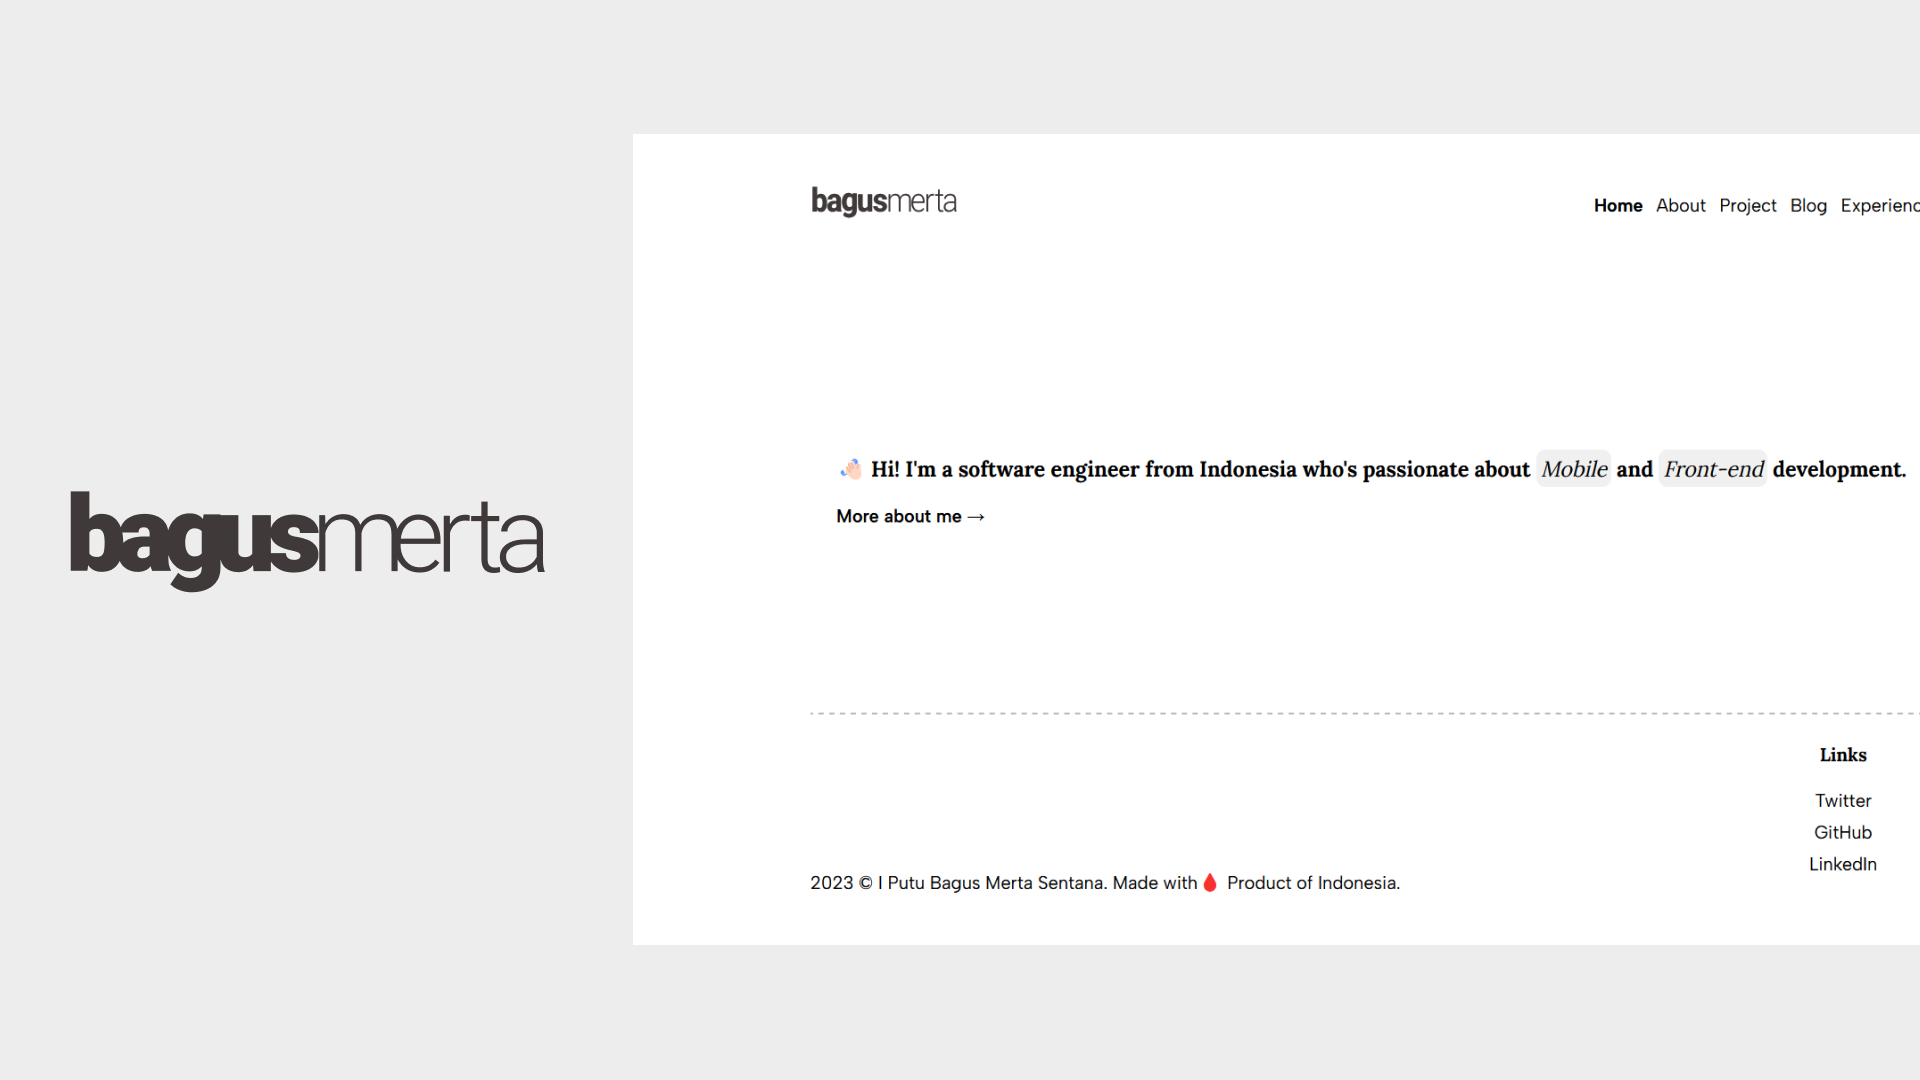 bagusmerta
bagusmerta
Home About Project Blog Experienc
👋🏻 Hi! I'm a software engineer from Indonesia who's passionate about Mobile and Front-end development.
More about me →
Links
Twitter
GitHub
LinkedIn
2023 © I Putu Bagus Merta Sentana. Made with🩸 Product of Indonesia.